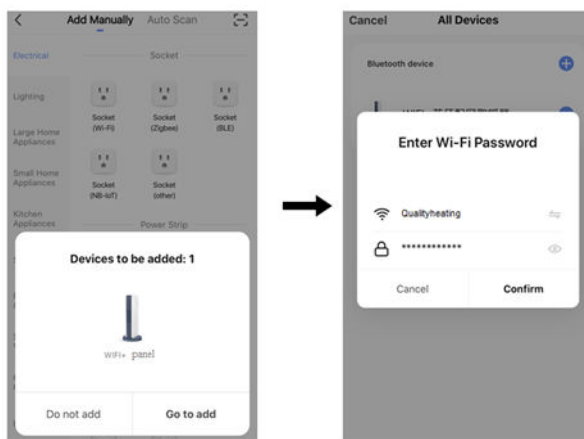 Add Manually Auto Scan
Electrical
Socket
Lighting
Socket
(Wi-Fi)
Socket
(Zigbee)
Socket
(BLE)
Large Home
Appliances
Small Home
Appliances
Socket
(NB-IoT)
Socket
(other)
Kitchen
Appliances
Power Strip
Devices to be added: 1
WIFI+ panel
Do not add
Go to add
Cancel
All Devices
Bluetooth device
Enter Wi-Fi Password
Qualityheating
************
Cancel
Confirm